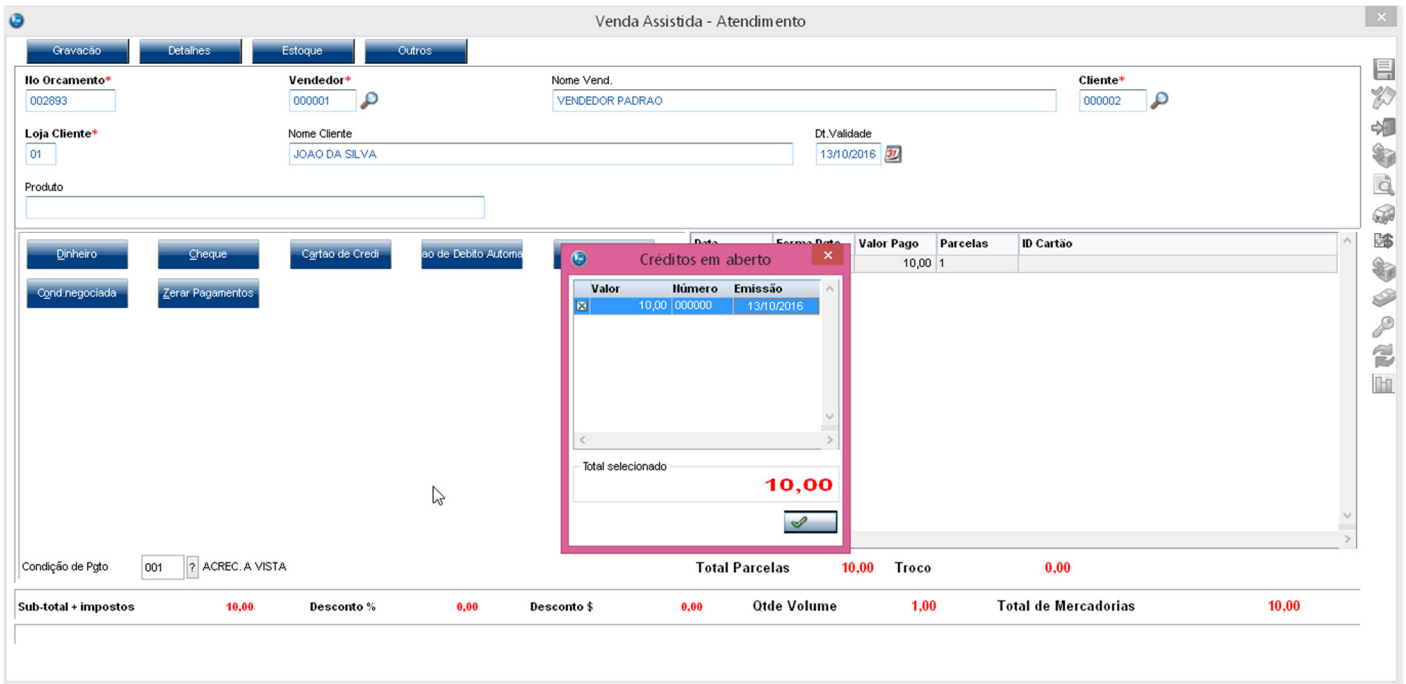 Venda Assistida - Atendimento
Gravacão Detalhes Estoque Outros
No Orcamento* Vendedor* Nome Vend. Cliente*
002893 000001 VENDEDOR PADRAO 000002
Loja Cliente* Nome Cliente Dt.Validade
01 JOAO DA SILVA 13/10/2016 31
Produto
Dinheiro Cheque Cartao de Credi ao de Debito Automa
Data Forma Pgto Valor Pago Parcelas ID Cartão
10,00 1
Cond.negociada Zerar Pagamentos
Créditos em aberto
Valor Número Emissão
10,00 000000 13/10/2016
Total selecionado
10,00
Condição de Pgto 001 ? ACREC. A VISTA Total Parcelas 10,00 Troco 0,00
Sub-total + impostos 10,00 Desconto % 0,00 Desconto $ 0,00 Qtde Volume 1,00 Total de Mercadorias 10,00